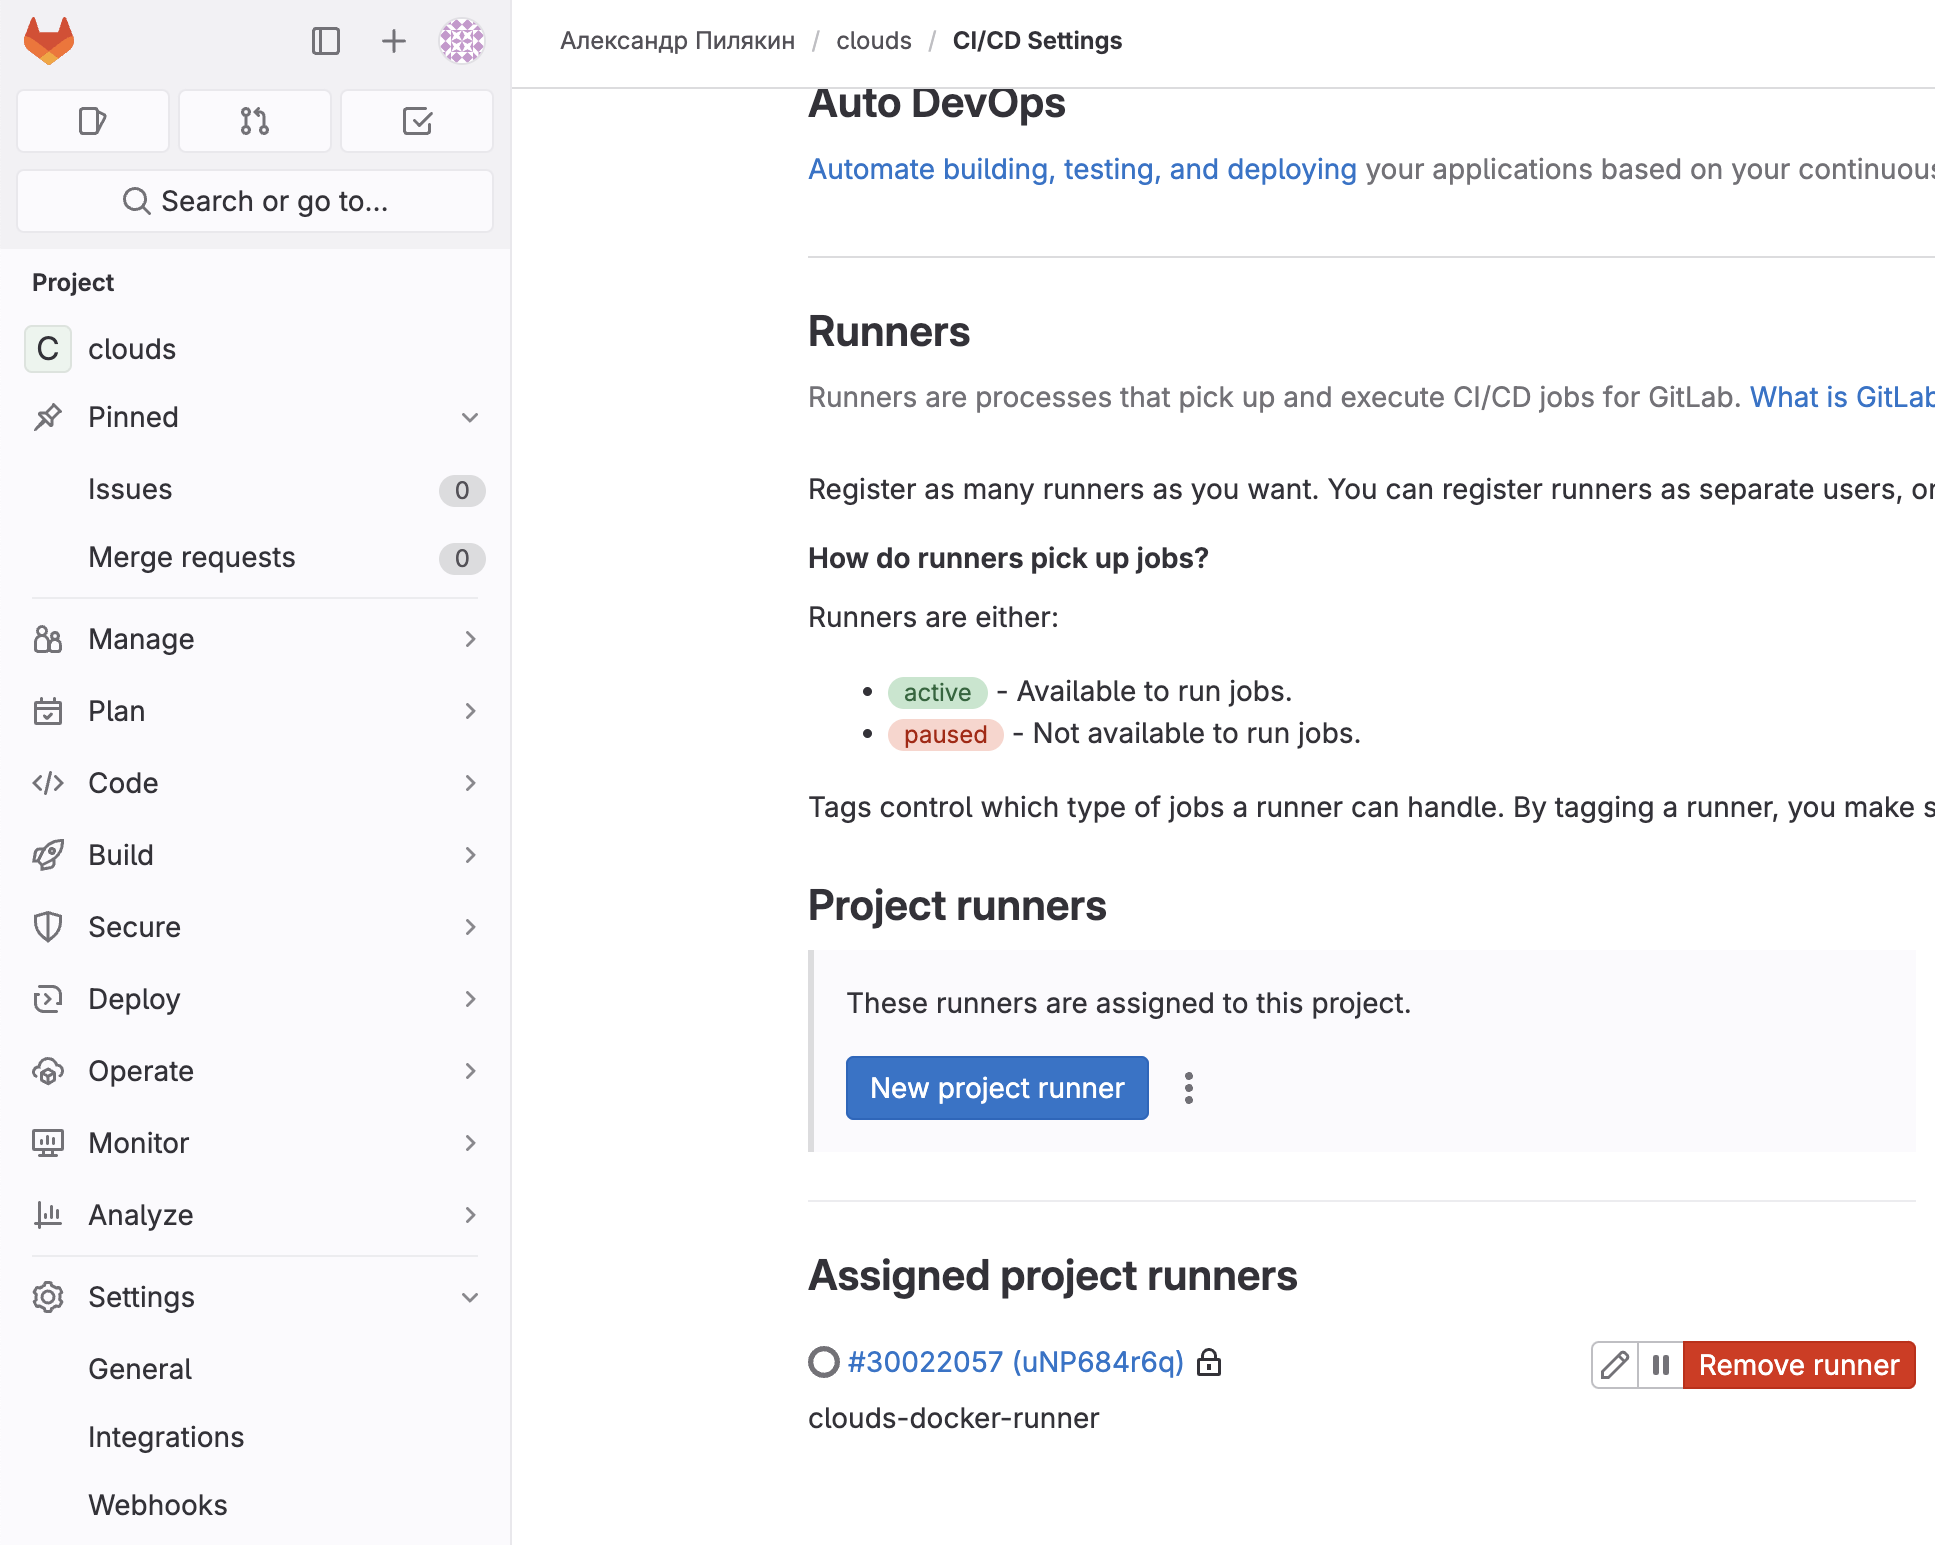 Александр Пилякин / clouds / CI/CD Settings
Search or go to...
Project
C clouds
Pinned
Issues 0
Merge requests 0
Manage
Plan
Code
Build
Secure
Deploy
Operate
Monitor
Analyze
Settings
General
Integrations
Webhooks
Auto DevOps
Automate building, testing, and deploying your applications based on your continuous
Runners
Runners are processes that pick up and execute CI/CD jobs for GitLab. What is GitLab
Register as many runners as you want. You can register runners as separate users, or
How do runners pick up jobs?
Runners are either:
• active - Available to run jobs.
• paused - Not available to run jobs.
Tags control which type of jobs a runner can handle. By tagging a runner, you make s
Project runners
These runners are assigned to this project.
New project runner
Assigned project runners
#30022057 (uNP684r6q)
Remove runner
clouds-docker-runner